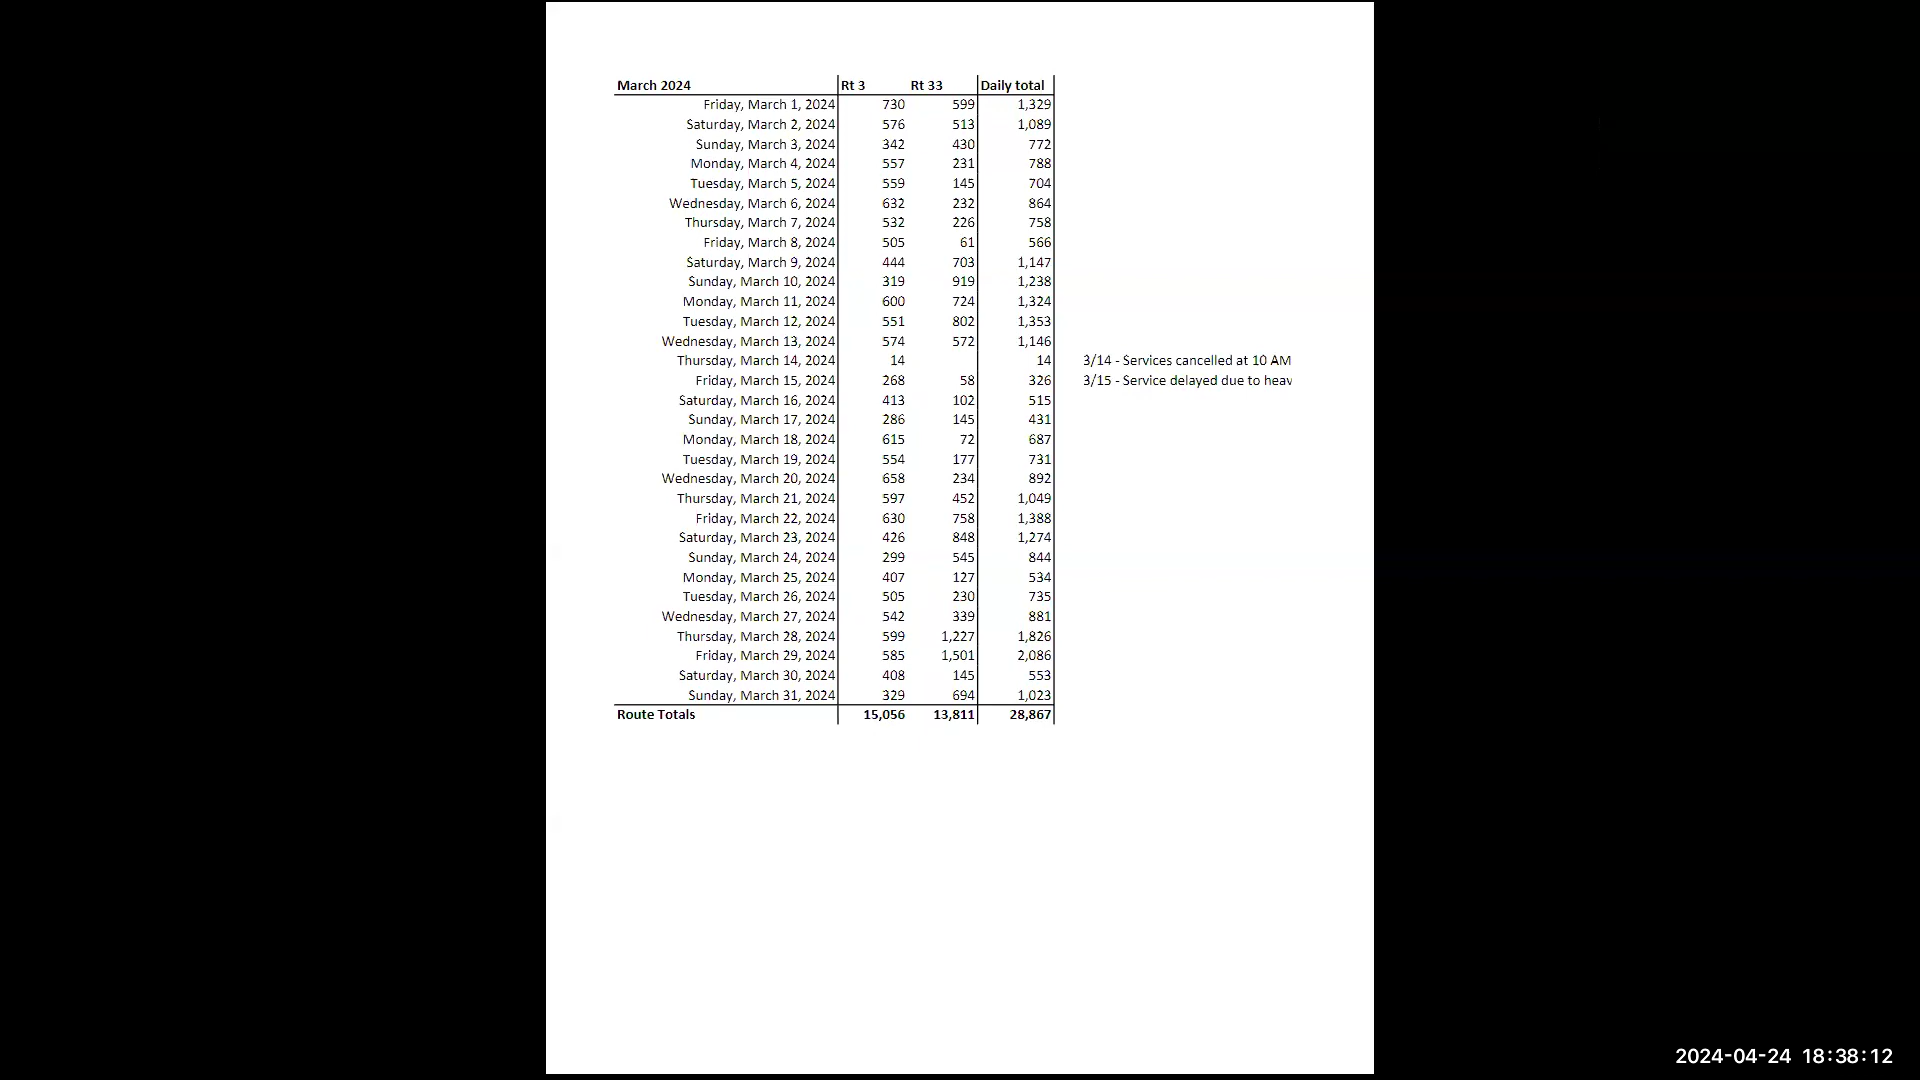 March 2024 Rt 3 Rt 33 Daily total
Friday, March 1, 2024 730 599 1,329
Saturday, March 2, 2024 576 513 1,089
Sunday, March 3, 2024 342 430 772
Monday, March 4, 2024 557 231 788
Tuesday, March 5, 2024 559 145 704
Wednesday, March 6, 2024 632 232 864
Thursday, March 7, 2024 532 226 758
Friday, March 8, 2024 505 61 566
Saturday, March 9, 2024 444 703 1,147
Sunday, March 10, 2024 319 919 1,238
Monday, March 11, 2024 600 724 1,324
Tuesday, March 12, 2024 551 802 1,353
Wednesday, March 13, 2024 574 572 1,146
Thursday, March 14, 2024 14 14 3/14 - Services cancelled at 10 AM
Friday, March 15, 2024 268 58 326 3/15 - Service delayed due to heav
Saturday, March 16, 2024 413 102 515
Sunday, March 17, 2024 286 145 431
Monday, March 18, 2024 615 72 687
Tuesday, March 19, 2024 554 177 731
Wednesday, March 20, 2024 658 234 892
Thursday, March 21, 2024 597 452 1,049
Friday, March 22, 2024 630 758 1,388
Saturday, March 23, 2024 426 848 1,274
Sunday, March 24, 2024 299 545 844
Monday, March 25, 2024 407 127 534
Tuesday, March 26, 2024 505 230 735
Wednesday, March 27, 2024 542 339 881
Thursday, March 28, 2024 599 1,227 1,826
Friday, March 29, 2024 585 1,501 2,086
Saturday, March 30, 2024 408 145 553
Sunday, March 31, 2024 329 694 1,023
Route Totals 15,056 13,811 28,867
2024-04-24 18:38:12